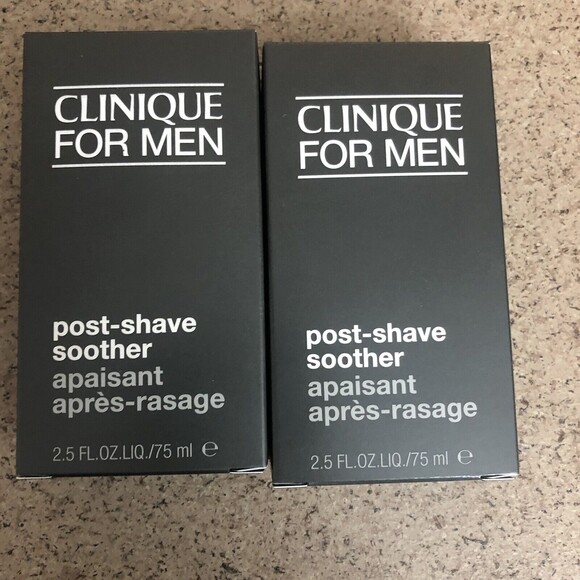 CLINIQUE
FOR MEN
post-shave
soother
apaisant
après-rasage
2.5 FL.OZ.LIQ./75 ml ℮
CLINIQUE
FOR MEN
post-shave
soother
apaisant
après-rasage
2.5 FL.OZ.LIQ./75 ml ℮